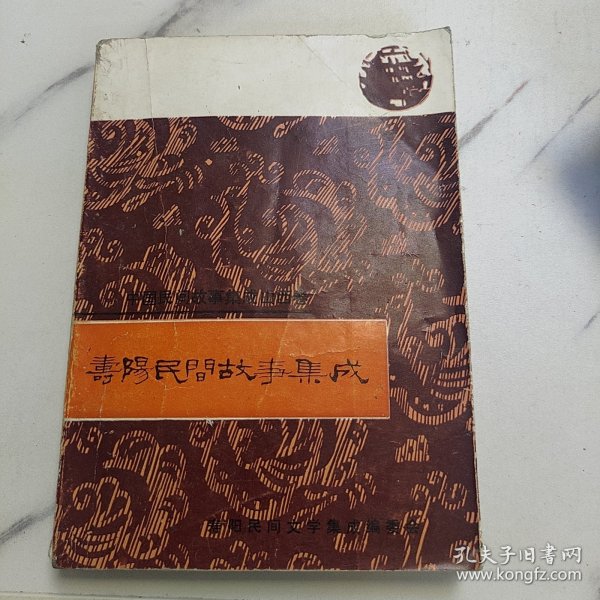 中国民间故事集成山西卷
壽陽民間故事集成
寿阳民间文学集成编委会
孔夫子旧书网
www.kongfz.com